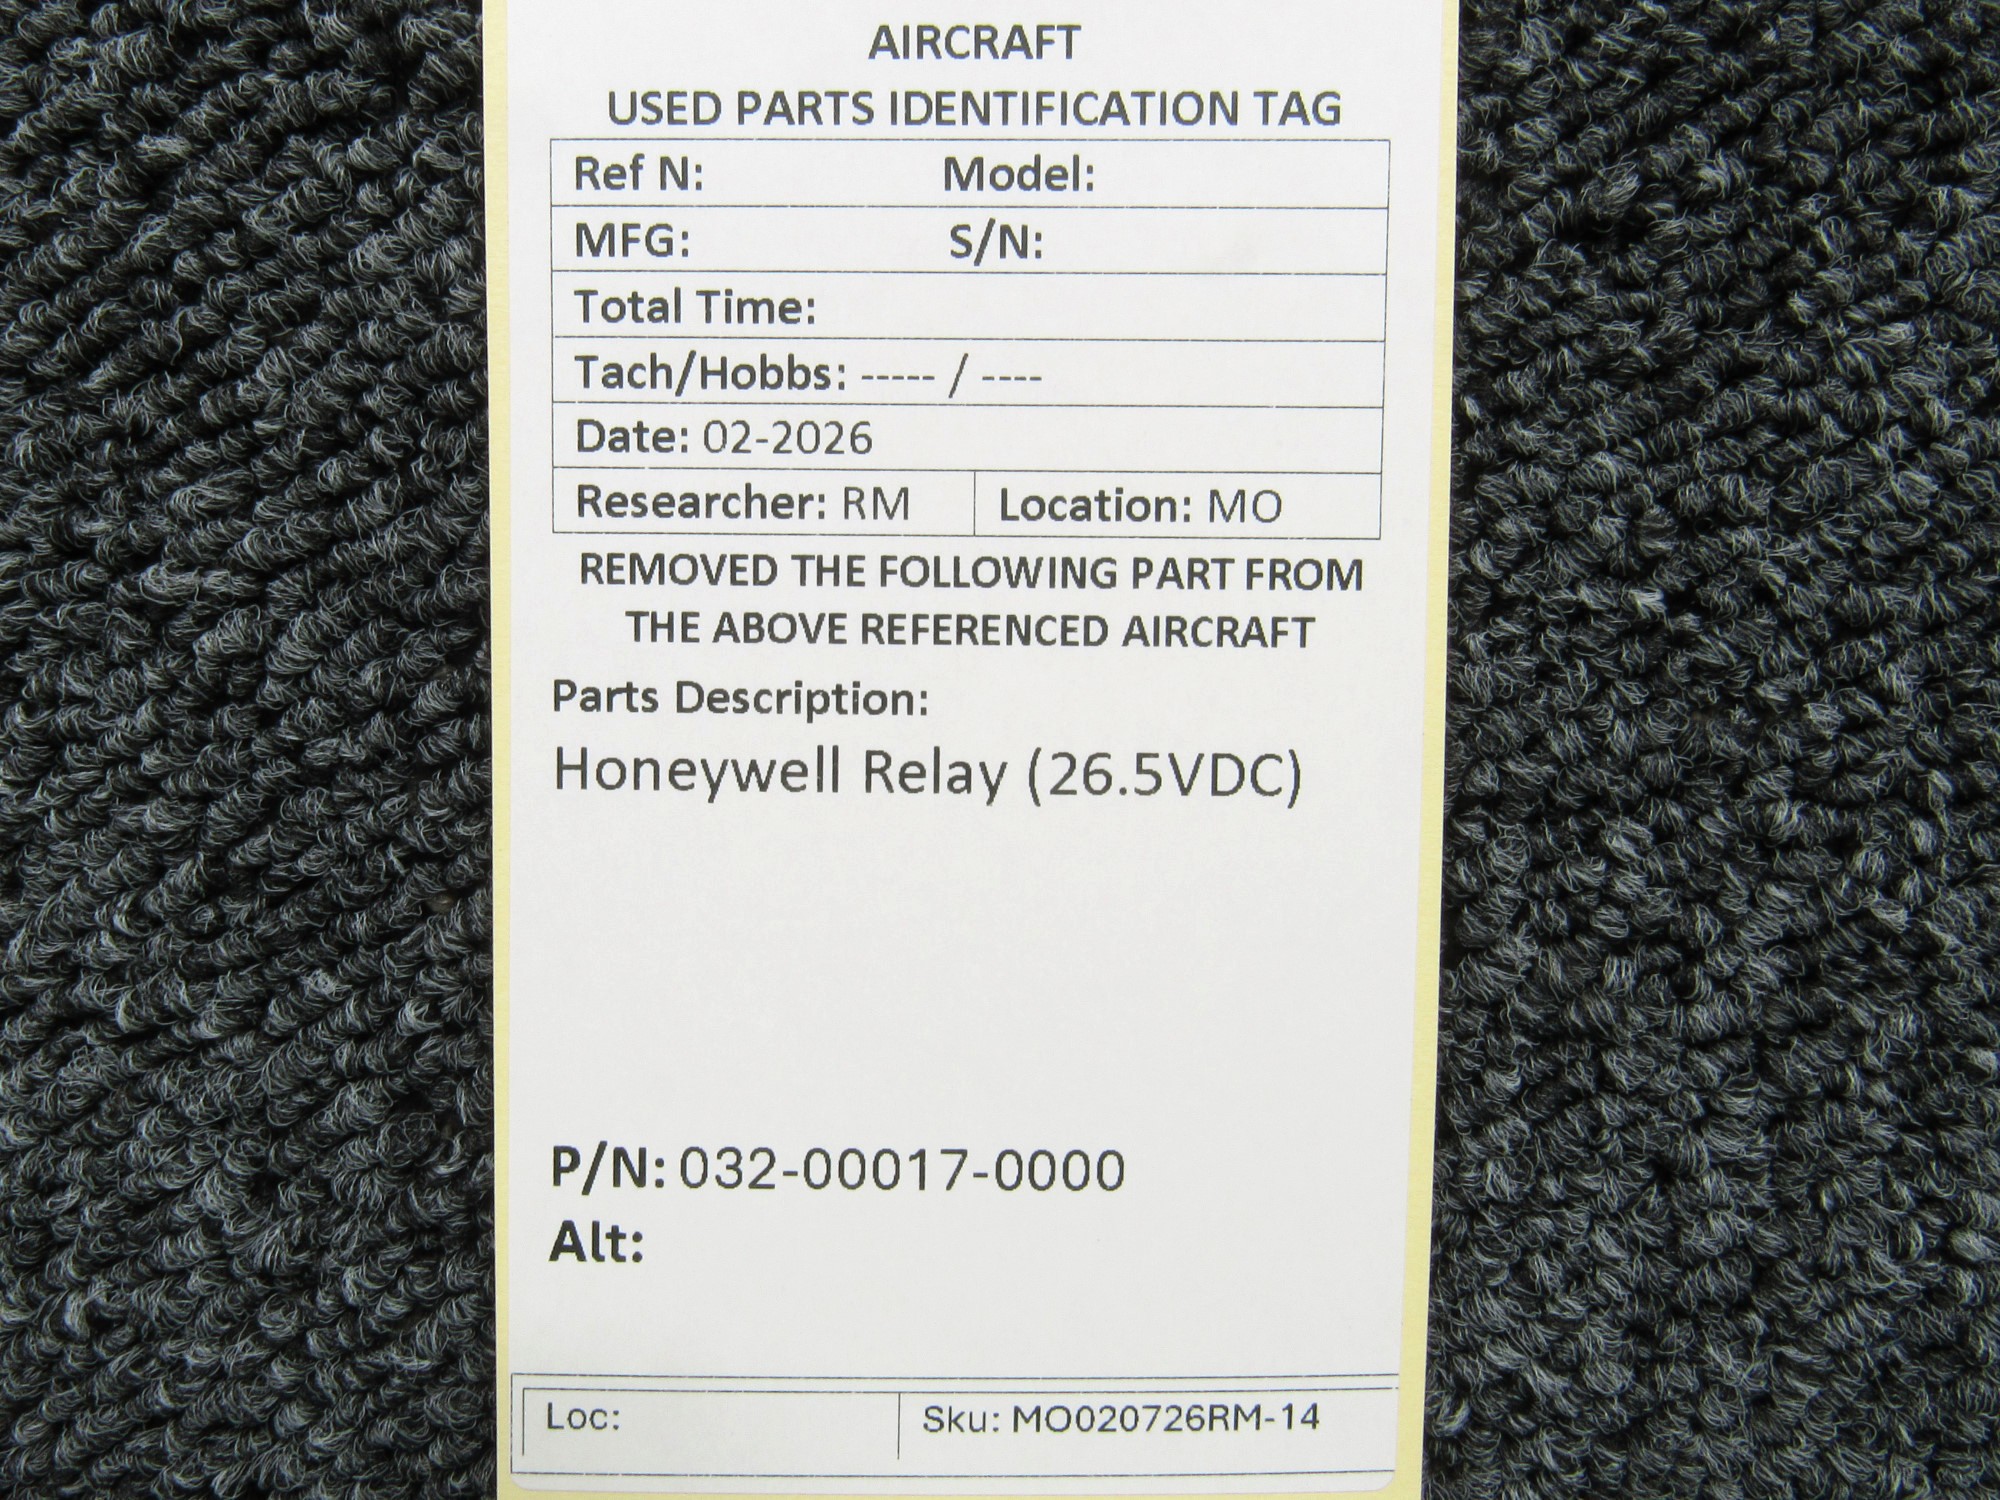 AIRCRAFT
USED PARTS IDENTIFICATION TAG
Ref N: Model:
MFG: S/N:
Total Time:
Tach/Hobbs: ----- / ----
Date: 02-2026
Researcher: RM Location: MO
REMOVED THE FOLLOWING PART FROM
THE ABOVE REFERENCED AIRCRAFT
Parts Description:
Honeywell Relay (26.5VDC)
P/N: 032-00017-0000
Alt:
Loc: Sku: MO020726RM-14